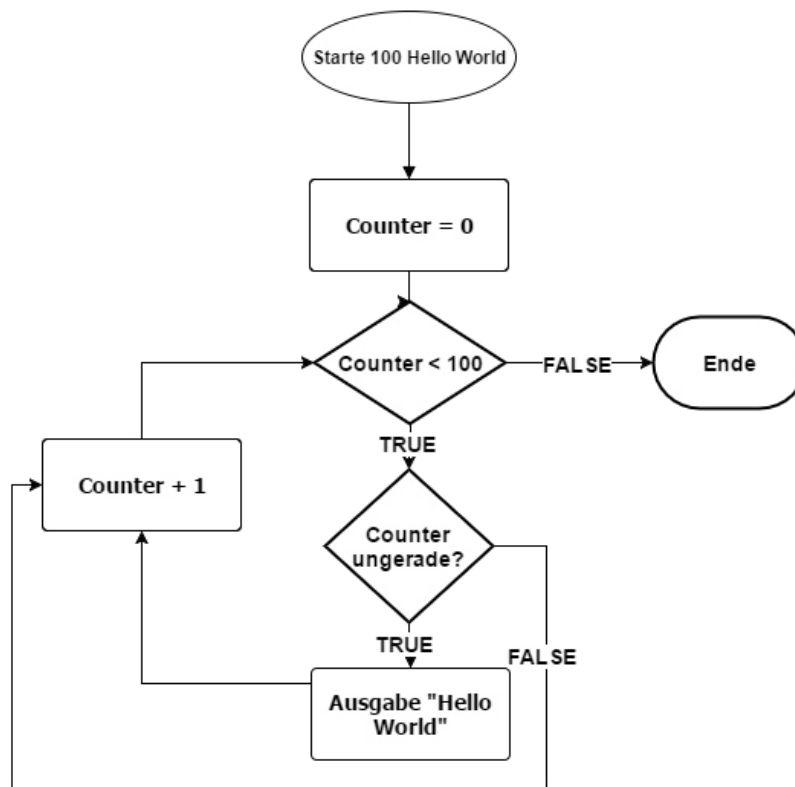 Starte 100 Hello World
Counter = 0
Counter < 100
FALSE
Ende
TRUE
Counter + 1
Counter
ungerade?
TRUE
FALSE
Ausgabe "Hello
World"